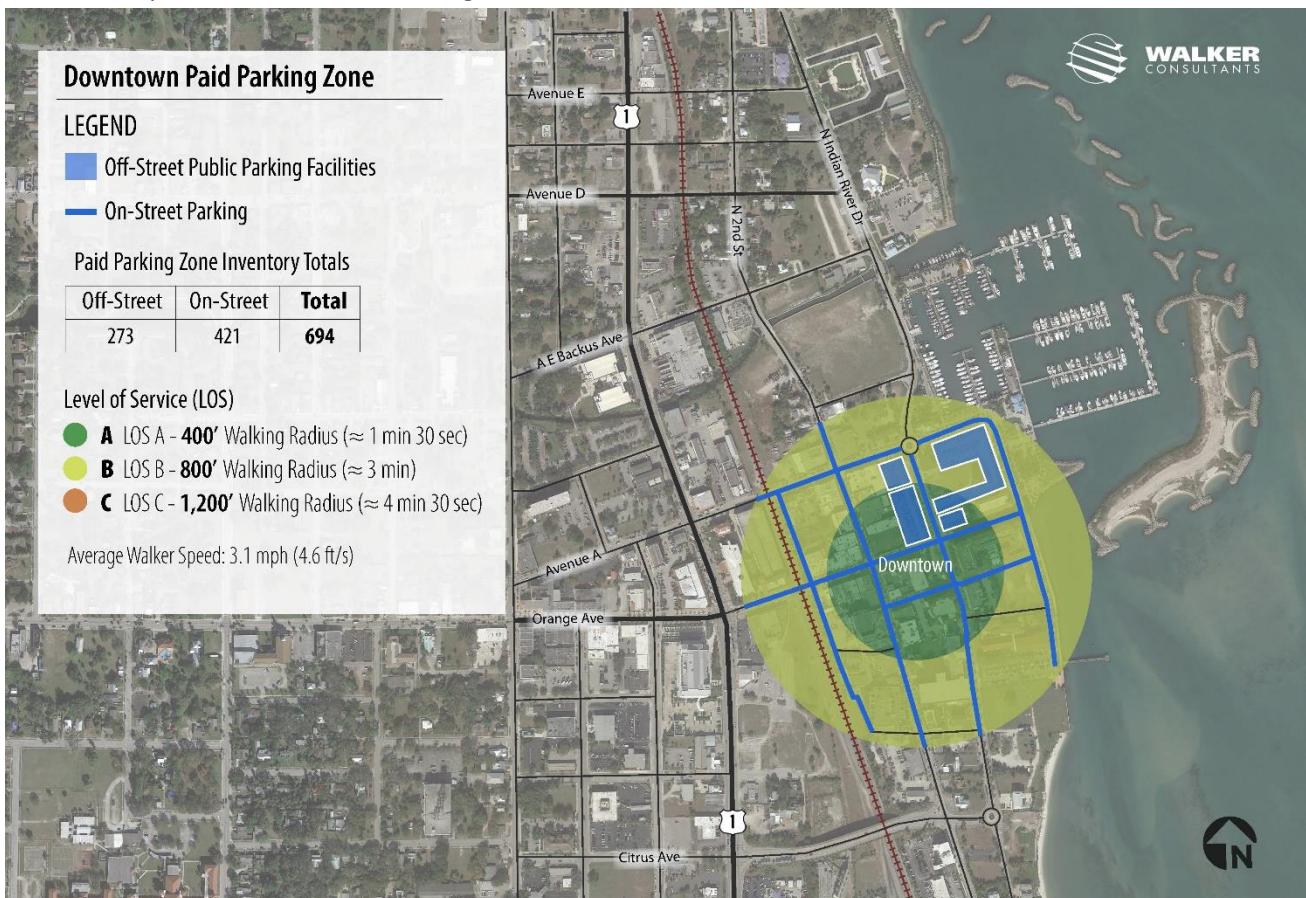 Downtown Paid Parking Zone
LEGEND
Off-Street Public Parking Facilities
On-Street Parking
Paid Parking Zone Inventory Totals
Off-Street On-Street Total
273 421 694
Level of Service (LOS)
A LOS A - 400' Walking Radius (≈ 1 min 30 sec)
B LOS B - 800' Walking Radius (≈ 3 min)
C LOS C - 1,200' Walking Radius (≈ 4 min 30 sec)
Average Walker Speed: 3.1 mph (4.6 ft/s)
WALKER
CONSULTANTS
Avenue E
1
N Indian River Dr
Avenue D
N 2nd St
A E Backus Ave
Avenue A
Downtown
Orange Ave
1
Citrus Ave
N